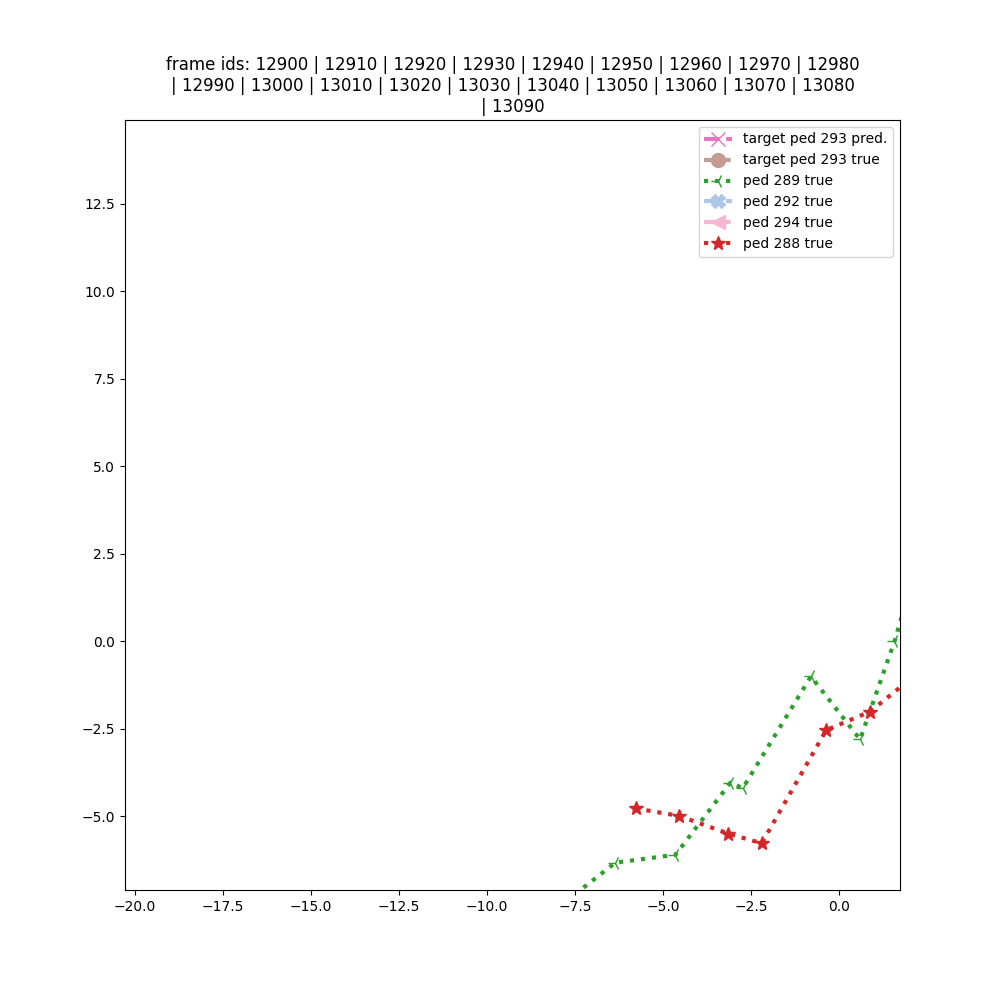 frame ids: 12900 | 12910 | 12920 | 12930 | 12940 | 12950 | 12960 | 12970 | 12980
| 12990 | 13000 | 13010 | 13020 | 13030 | 13040 | 13050 | 13060 | 13070 | 13080
| 13090
target ped 293 pred.
target ped 293 true
ped 289 true
ped 292 true
ped 294 true
ped 288 true
12.5
10.0
7.5
5.0
2.5
0.0
−2.5
−5.0
−20.0 −17.5 −15.0 −12.5 −10.0 −7.5 −5.0 −2.5 0.0